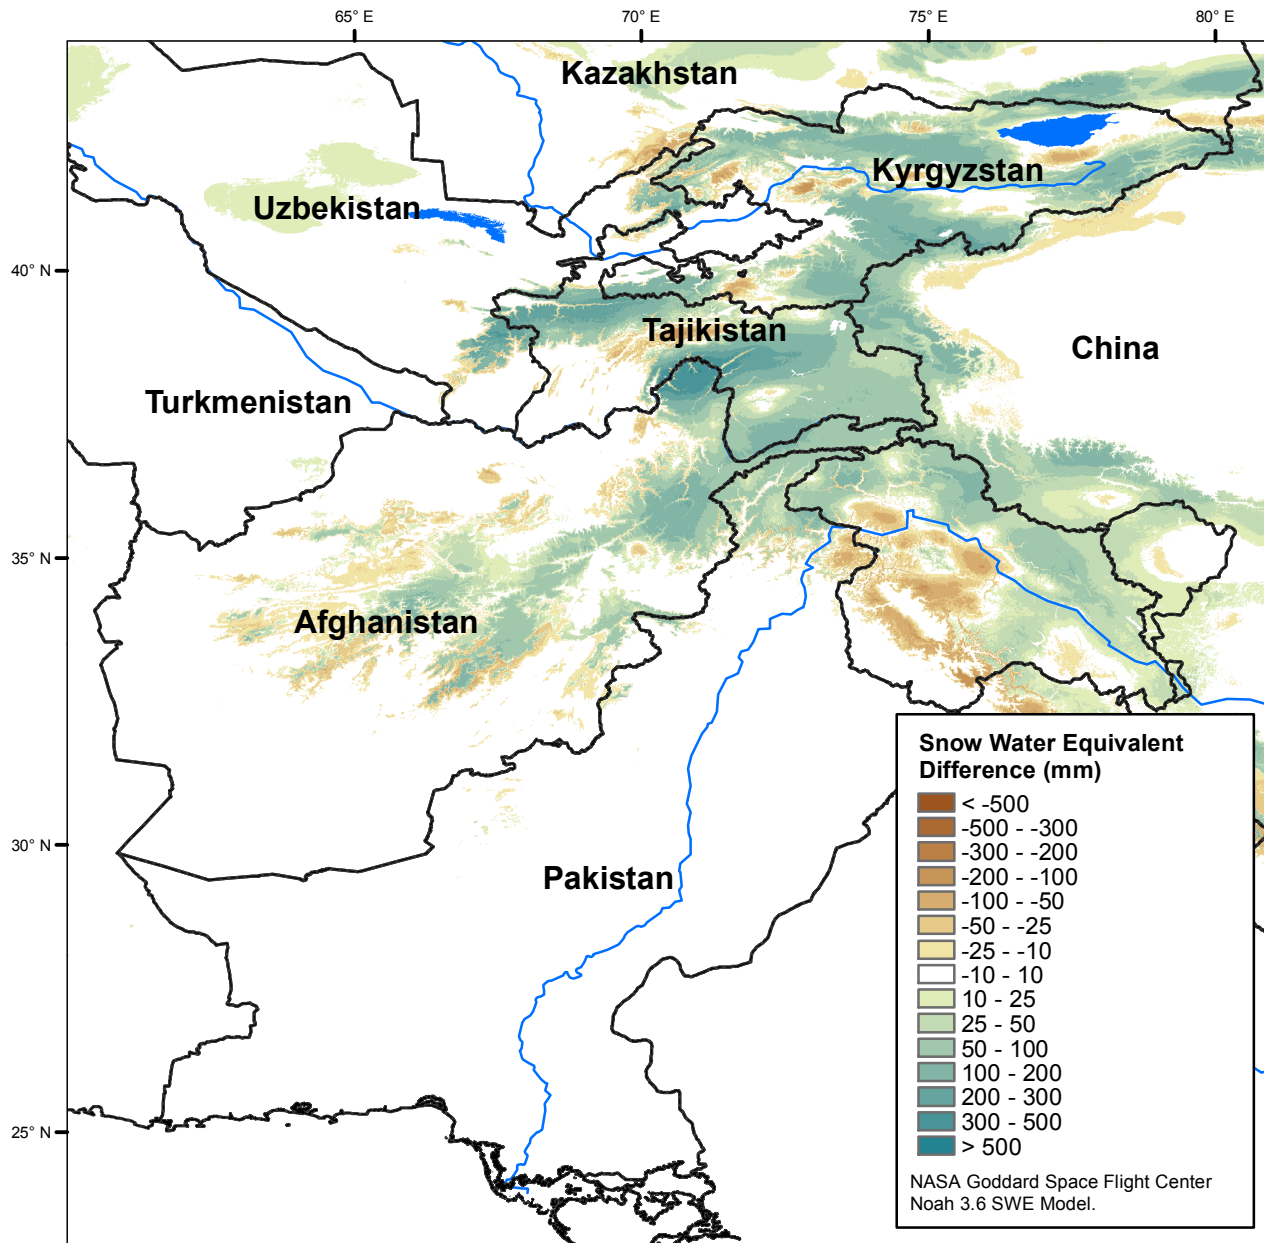 65° E
70° E
75° E
80° E
Kazakhstan
Kyrgyzstan
Uzbekistan
40° N
Tajikistan
China
Turkmenistan
35° N
Afghanistan
30° N
Pakistan
25° N
Snow Water Equivalent
Difference (mm)
< -500
-500 - -300
-300 - -200
-200 - -100
-100 - -50
-50 - -25
-25 - -10
-10 - 10
10 - 25
25 - 50
50 - 100
100 - 200
200 - 300
300 - 500
> 500
NASA Goddard Space Flight Center
Noah 3.6 SWE Model.